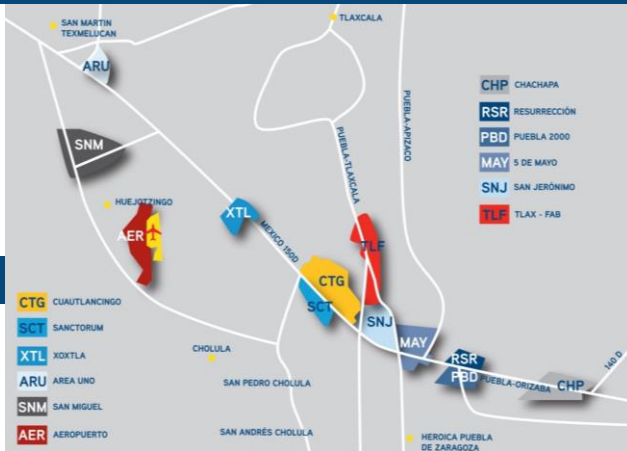 SAN MARTIN
TEXMELUCAN
TLAXCALA
ARU
SNM
HUEJOTZINGO
AER
XTL
MEXICO 150D
PUEBLA-TLAXCALA
PUEBLA-APIZACO
TLF
CTG
SCT
SNJ
MAY
RSR
PBD
PUEBLA-ORIZABA
CHP
140 D
CHOLULA
SAN PEDRO CHOLULA
SAN ANDRÉS CHOLULA
HEROICA PUEBLA
DE ZARAGOZA
CHP CHACHAPA
RSR RESURRECCIÓN
PBD PUEBLA 2000
MAY 5 DE MAYO
SNJ SAN JERÓNIMO
TLF TLAX - FAB
CTG CUAUTLANCINGO
SCT SANCTORUM
XTL XOXTLA
ARU AREA UNO
SNM SAN MIGUEL
AER AEROPUERTO